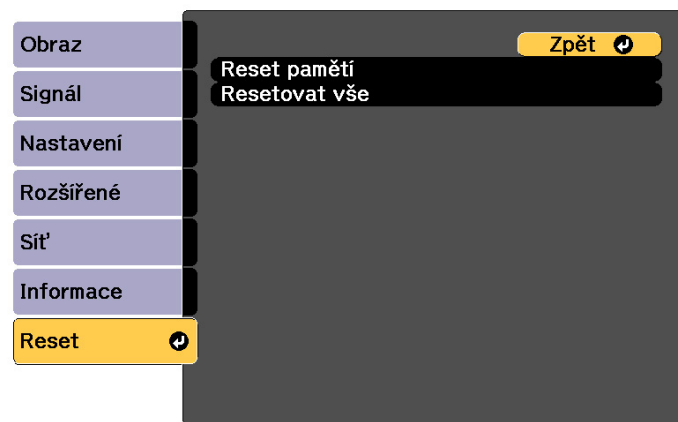 Obraz
Signál
Nastavení
Rozšířené
Síť
Informace
Reset
Zpět
Reset pamětí
Resetovat vše